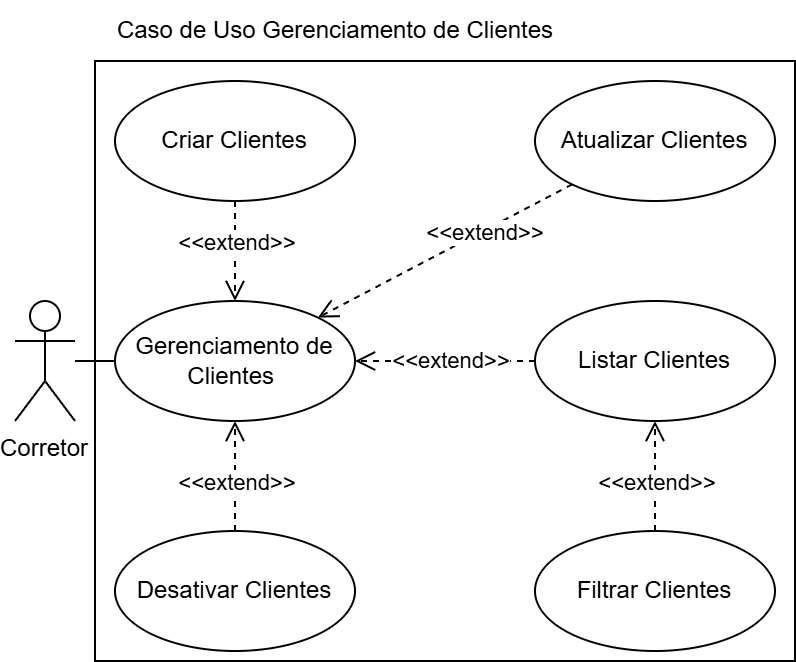 Caso de Uso Gerenciamento de Clientes
Criar Clientes
Atualizar Clientes
<<extend>>
<<extend>>
Gerenciamento de
Clientes
<<extend>>
Listar Clientes
Corretor
<<extend>>
<<extend>>
Desativar Clientes
Filtrar Clientes